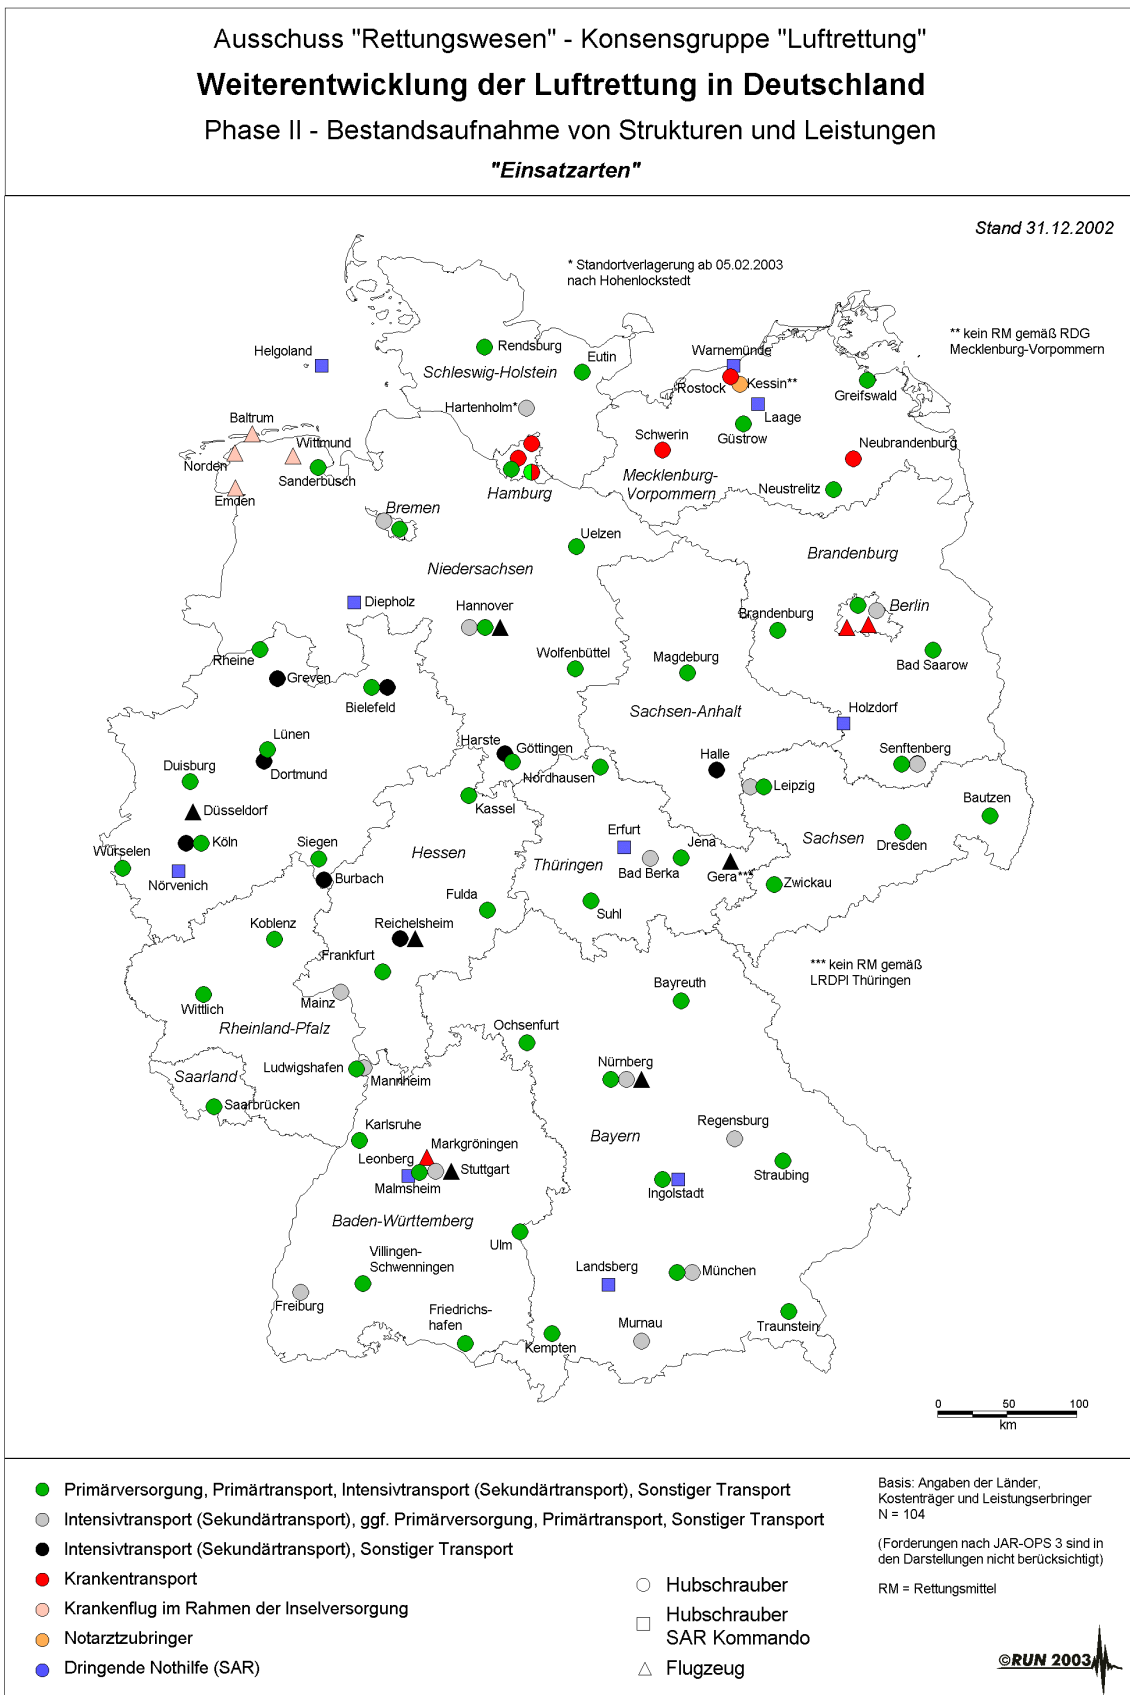 Ausschuss "Rettungswesen" - Konsensgruppe "Luftrettung"
Weiterentwicklung der Luftrettung in Deutschland
Phase II - Bestandsaufnahme von Strukturen und Leistungen
"Einsatzarten"
Stand 31.12.2002
* Standortverlagerung ab 05.02.2003
nach Hohenlockstedt
** kein RM gemäß RDG
Mecklenburg-Vorpommern
Helgoland
Rendsburg
Eutin
Schleswig-Holstein
Hartenholm*
Warnemünde
Rostock
Kessin**
Laage
Greifswald
Güstrow
Schwerin
Neubrandenburg
Mecklenburg-
Vorpommern
Neustrelitz
Baltrum
Norden
Wittmund
Sanderbusch
Emden
Hamburg
Bremen
Uelzen
Niedersachsen
Brandenburg
Diepholz
Hannover
Brandenburg
Berlin
Rheine
Greven
Wolfenbüttel
Magdeburg
Bad Saarow
Bielefeld
Sachsen-Anhalt
Holzdorf
Lünen
Dortmund
Duisburg
Harste
Göttingen
Nordhausen
Halle
Senftenberg
Leipzig
Düsseldorf
Kassel
Bautzen
Köln
Siegen
Hessen
Erfurt
Jena
Sachsen
Dresden
Würselen
Nörvenich
Burbach
Thüringen
Bad Berka
Gera***
Zwickau
Fulda
Suhl
Koblenz
Reichelsheim
Frankfurt
*** kein RM gemäß
LRDPl Thüringen
Wittlich
Mainz
Bayreuth
Rheinland-Pfalz
Ochsenfurt
Ludwigshafen
Mannheim
Nürnberg
Saarland
Saarbrücken
Karlsruhe
Regensburg
Bayern
Markgröningen
Leonberg
Stuttgart
Malmsheim
Straubing
Ingolstadt
Baden-Württemberg
Ulm
Villingen-
Schwenningen
Landsberg
München
Freiburg
Friedrichs-
hafen
Kempten
Murnau
Traunstein
0 50 100
km
Primärversorgung, Primärtransport, Intensivtransport (Sekundärtransport), Sonstiger Transport
Intensivtransport (Sekundärtransport), ggf. Primärversorgung, Primärtransport, Sonstiger Transport
Intensivtransport (Sekundärtransport), Sonstiger Transport
Krankentransport
Krankenflug im Rahmen der Inselversorgung
Notarztzubringer
Dringende Nothilfe (SAR)
Hubschrauber
Hubschrauber
SAR Kommando
Flugzeug
Basis: Angaben der Länder,
Kostenträger und Leistungserbringer
N = 104
(Forderungen nach JAR-OPS 3 sind in
den Darstellungen nicht berücksichtigt)
RM = Rettungsmittel
©RUN 2003